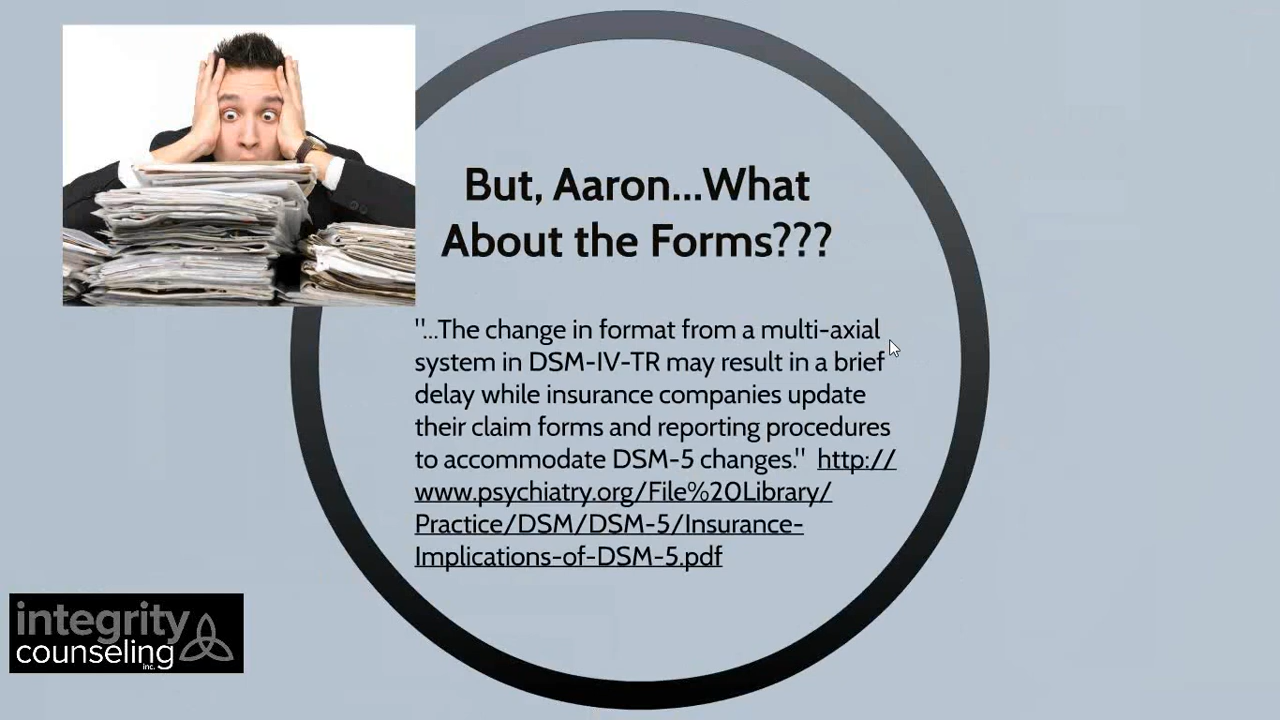 But, Aaron...What
About the Forms???
"...The change in format from a multi-axial
system in DSM-IV-TR may result in a brief
delay while insurance companies update
their claim forms and reporting procedures
to accommodate DSM-5 changes." http://
www.psychiatry.org/File%20Library/
Practice/DSM/DSM-5/Insurance-
Implications-of-DSM-5.pdf
integrity
counseling
inc.